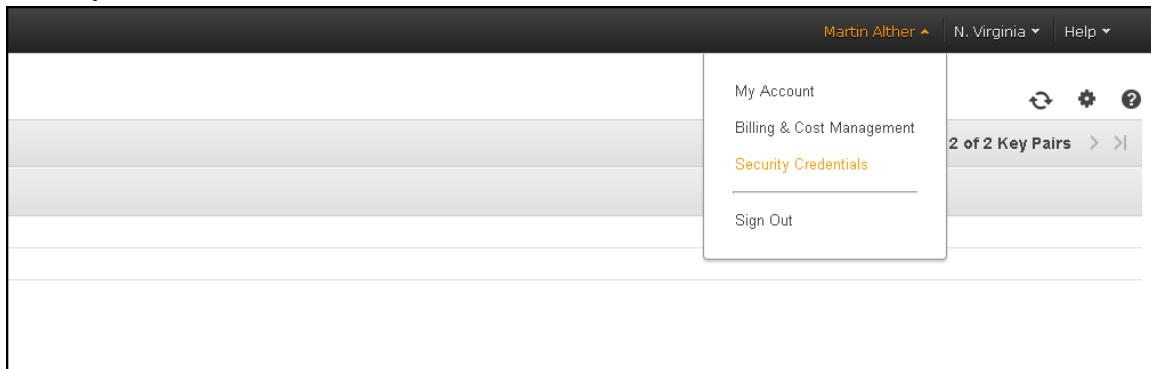 Martin Alther N. Virginia Help
My Account
Billing & Cost Management
2 of 2 Key Pairs
Security Credentials
Sign Out